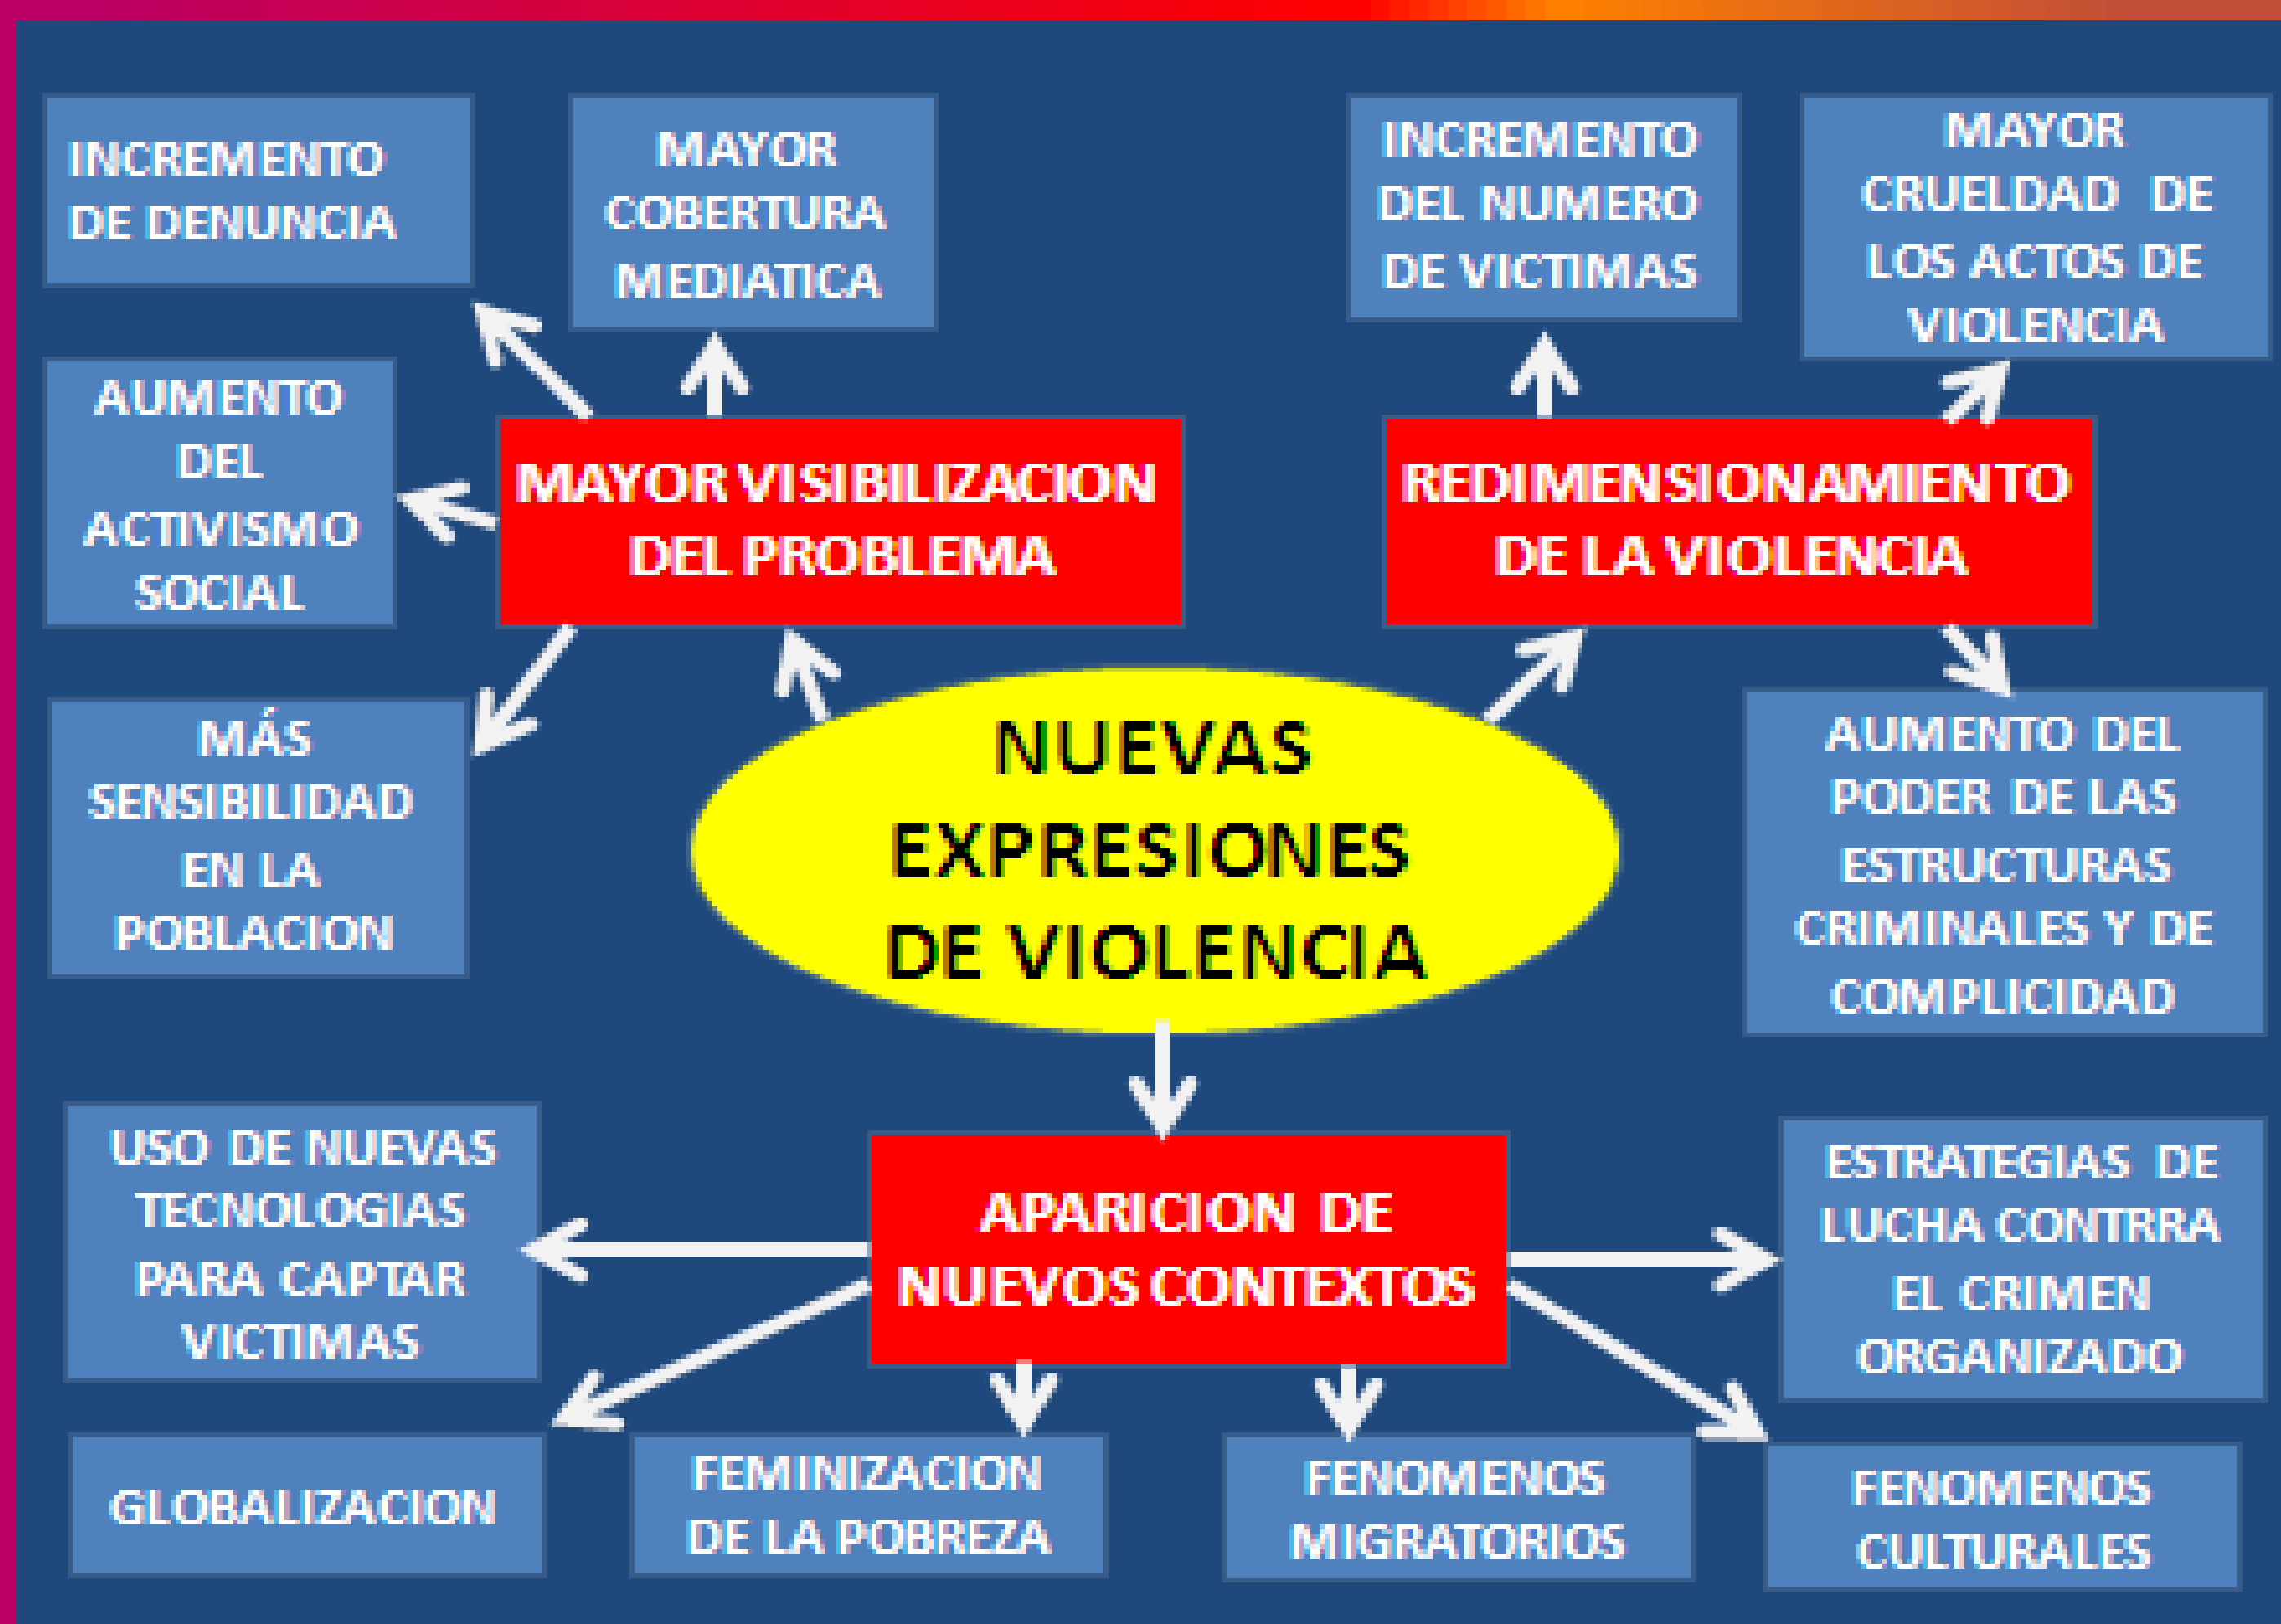 INCREMENTO
DE DENUNCIA
MAYOR
COBERTURA
MEDIATICA
INCREMENTO
DEL NUMERO
DE VICTIMAS
MAYOR
CRUELDAD DE
LOS ACTOS DE
VIOLENCIA
AUMENTO
DEL
ACTIVISMO
SOCIAL
MAYOR VISIBILIZACION
DEL PROBLEMA
REDIMENSIONAMIENTO
DE LA VIOLENCIA
MÁS
SENSIBILIDAD
EN LA
POBLACION
NUEVAS
EXPRESIONES
DE VIOLENCIA
AUMENTO DEL
PODER DE LAS
ESTRUCTURAS
CRIMINALES Y DE
COMPLICIDAD
USO DE NUEVAS
TECNOLOGIAS
PARA CAPTAR
VICTIMAS
APARICION DE
NUEVOS CONTEXTOS
ESTRATEGIAS DE
LUCHA CONTRRA
EL CRIMEN
ORGANIZADO
GLOBALIZACION
FEMINIZACION
DE LA POBREZA
FENOMENOS
MIGRATORIOS
FENOMENOS
CULTURALES